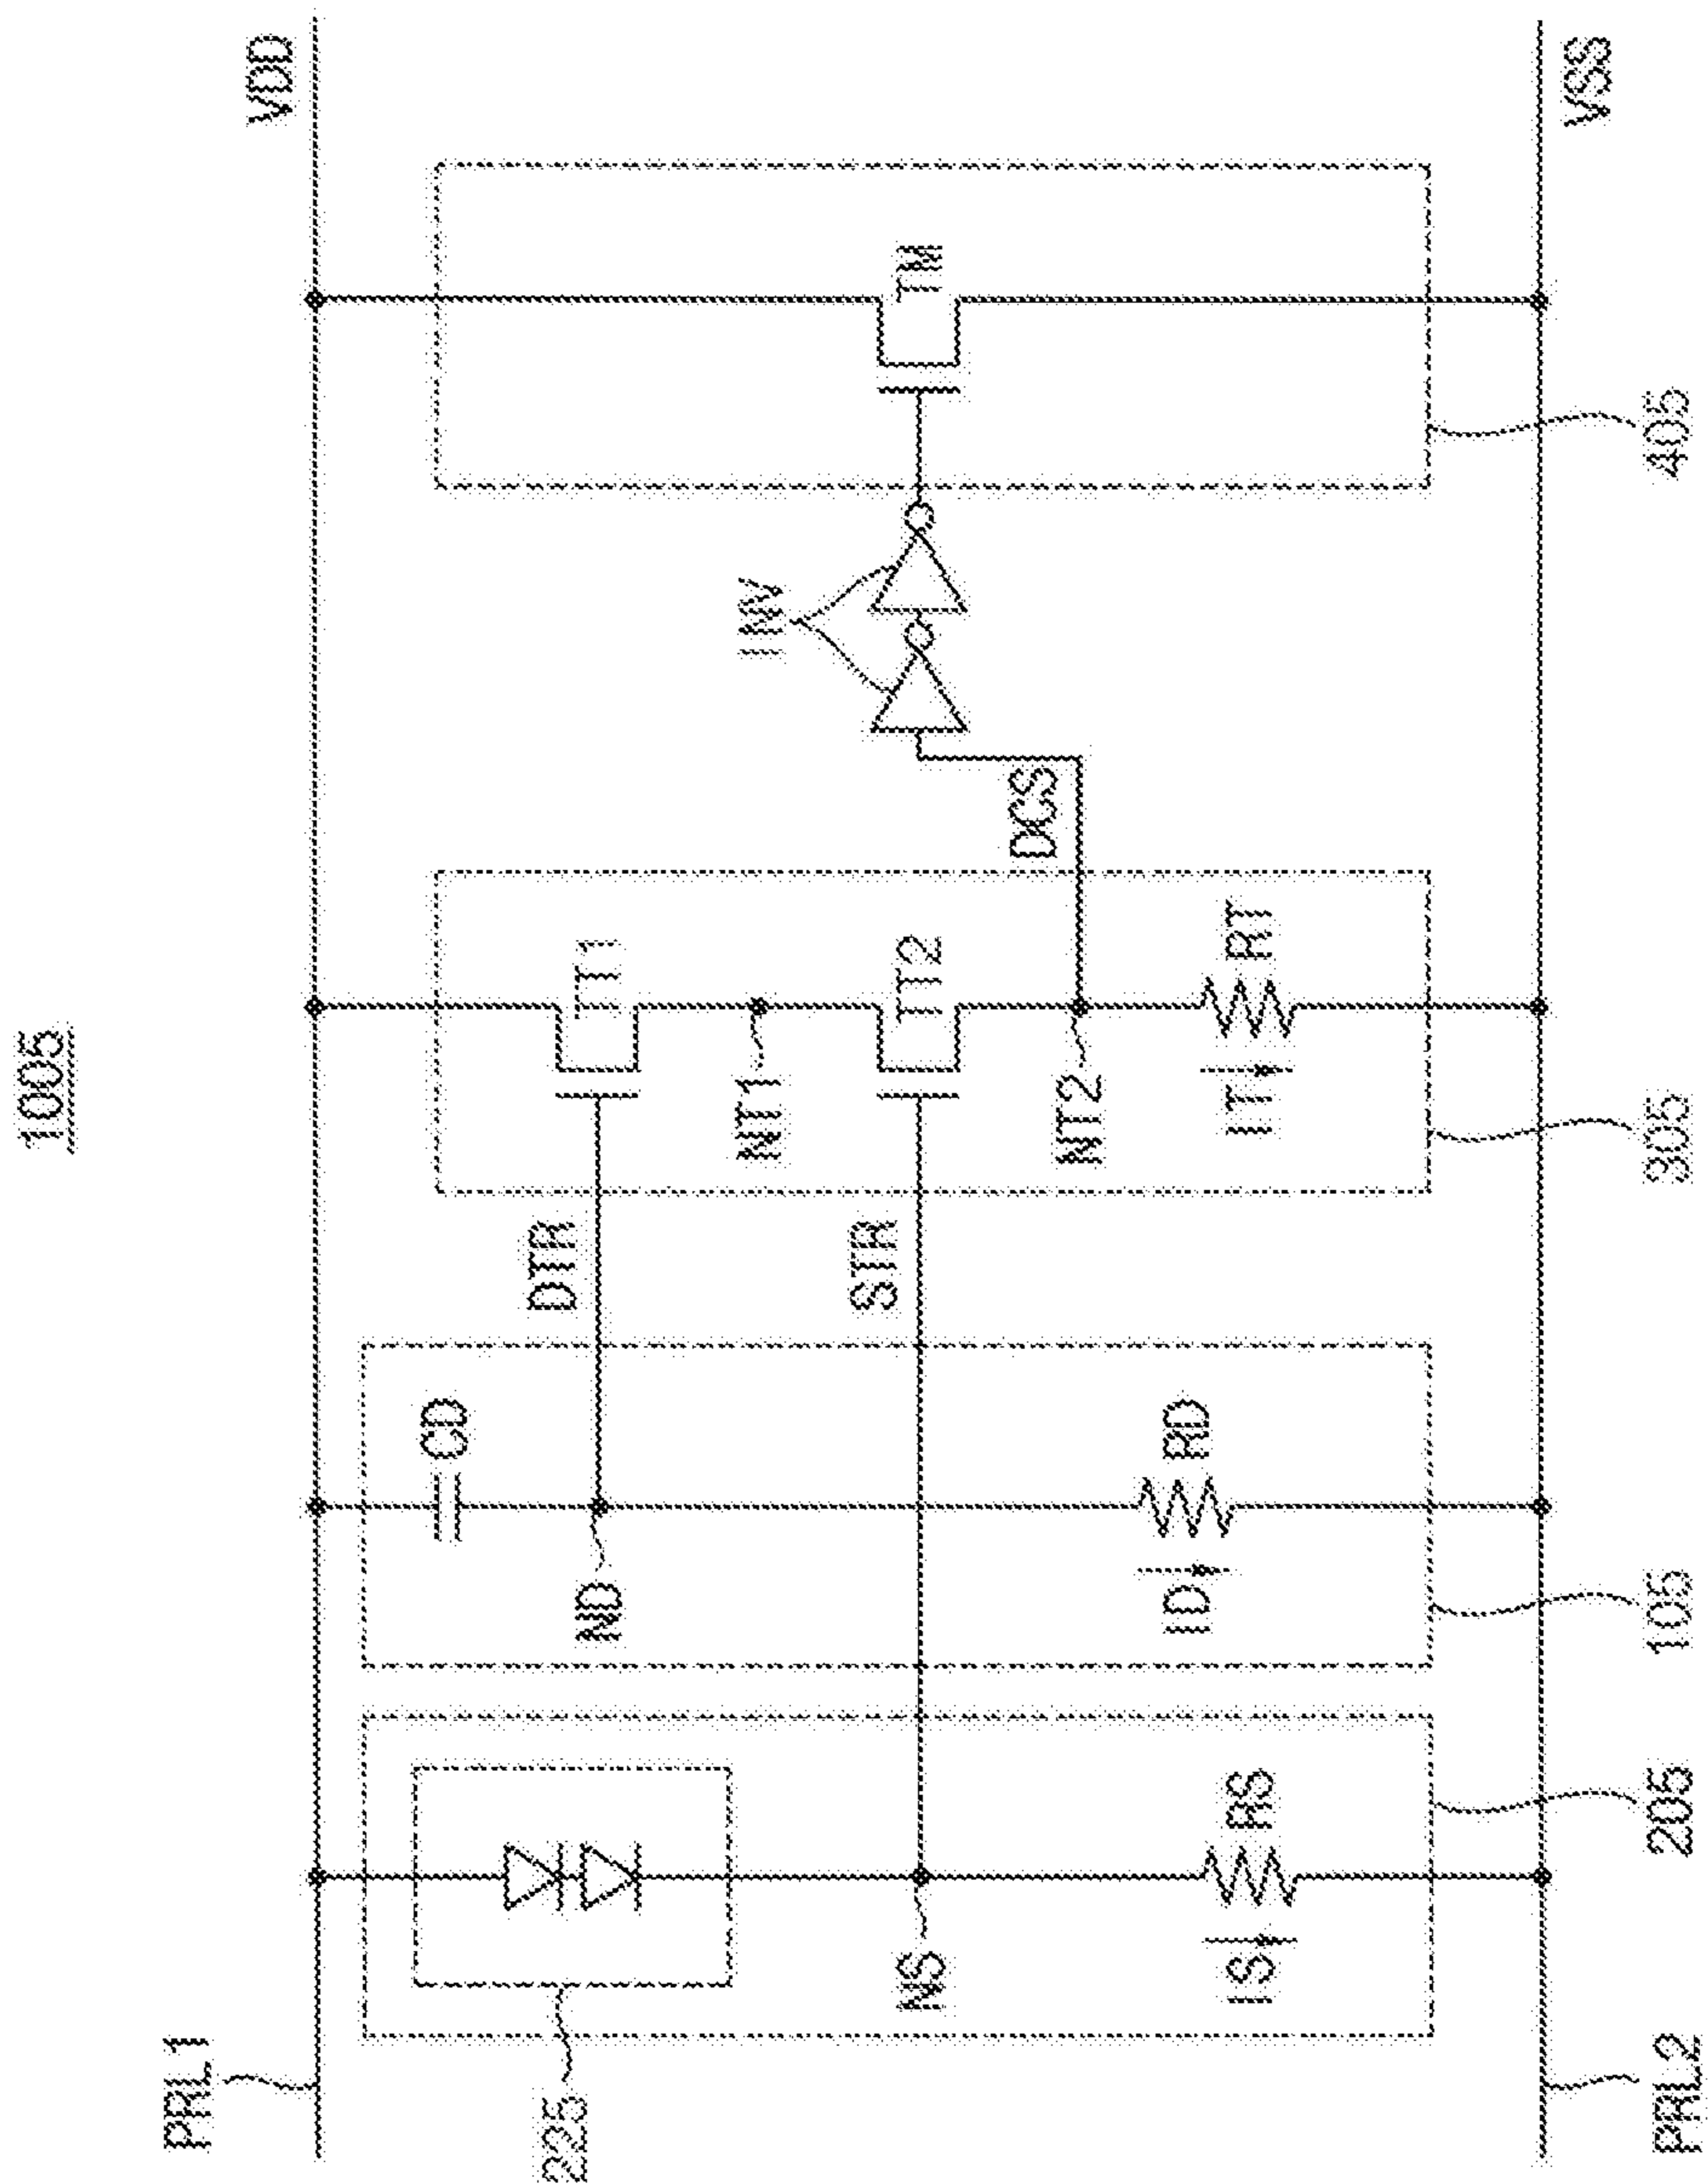 1005
PRL1
VDD
225
CD
ND
DTR
TT1
NT1
INV
NS
STR
TT2
TM
DCS
NT2
IS
RS
ID
RD
IT
RT
PRL2
205
105
305
405
VSS